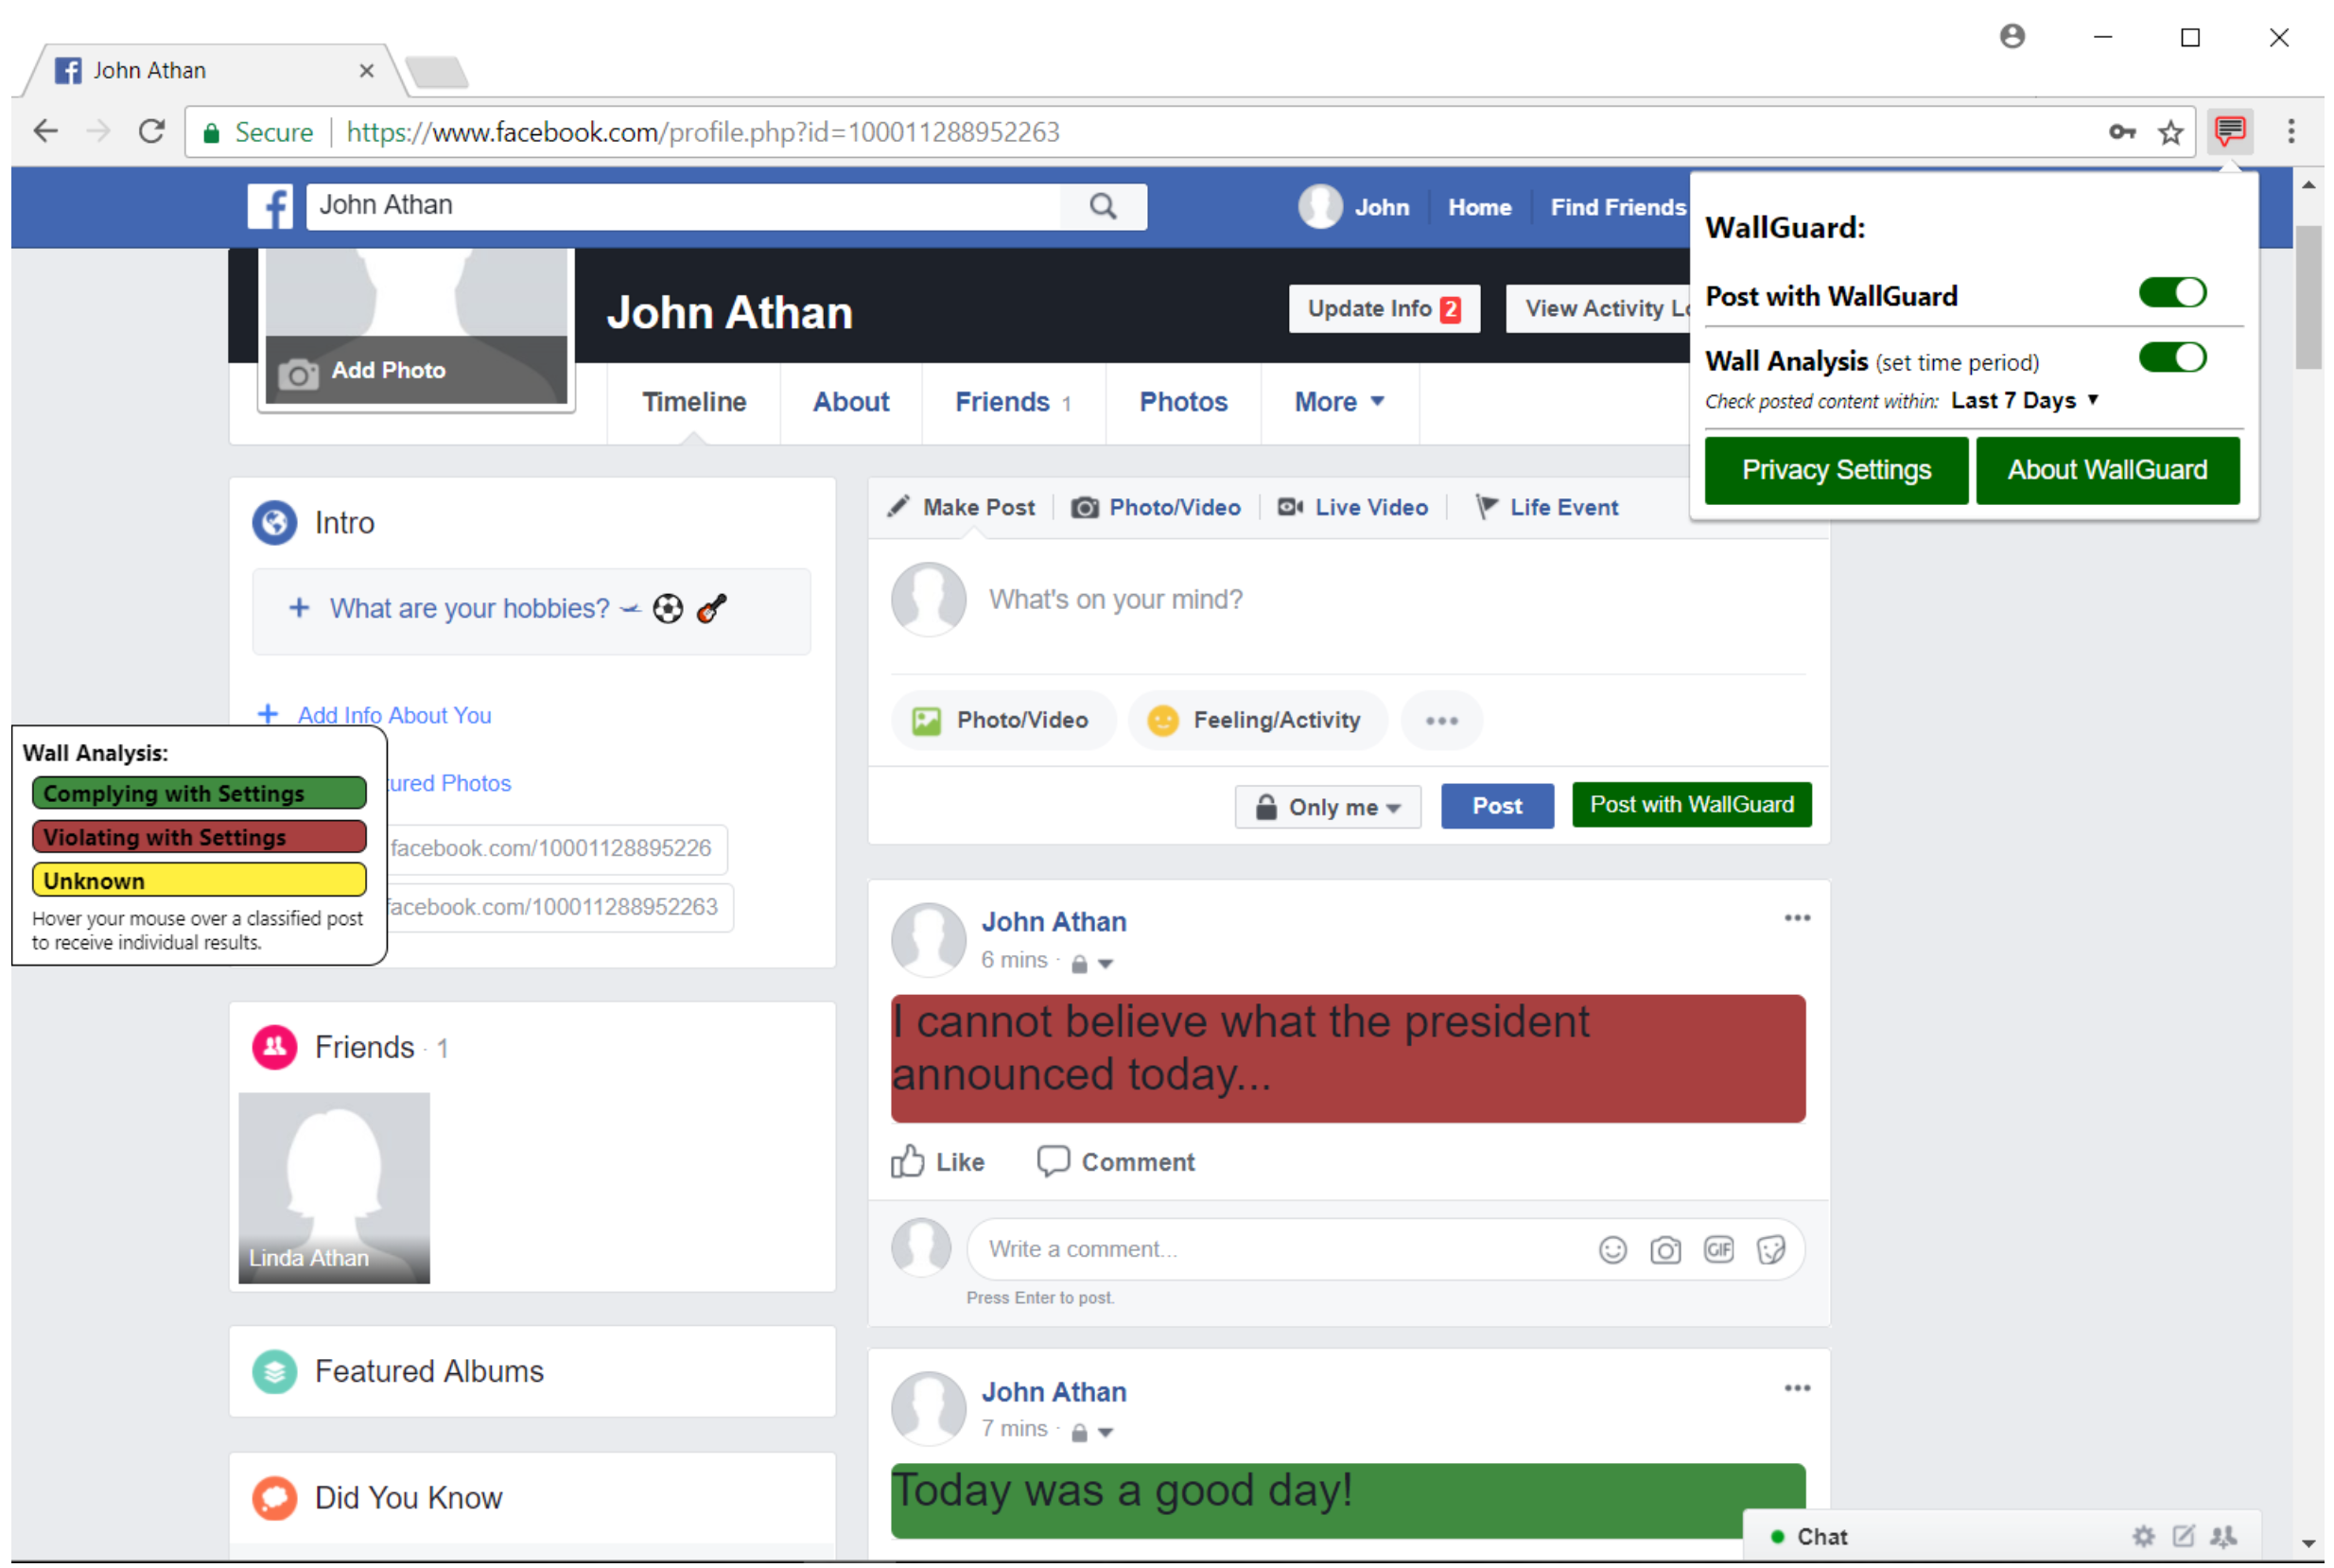 John Athan
Secure https://www.facebook.com/profile.php?id=100011288952263
John Athan
John Home Find Friends
WallGuard:
Post with WallGuard
Wall Analysis (set time period)
Check posted content within: Last 7 Days
Privacy Settings About WallGuard
John Athan
Update Info 2 View Activity Lo
Add Photo
Timeline About Friends 1 Photos More
Intro
What are your hobbies?
Add Info About You
ured Photos
facebook.com/10001128895226
facebook.com/100011288952263
Wall Analysis:
Complying with Settings
Violating with Settings
Unknown
Hover your mouse over a classified post
to receive individual results.
Friends · 1
Linda Athan
Featured Albums
Did You Know
Make Post Photo/Video Live Video Life Event
What's on your mind?
Photo/Video Feeling/Activity
Only me Post Post with WallGuard
John Athan
6 mins ·
I cannot believe what the president
announced today...
Like Comment
Write a comment...
GIF
Press Enter to post.
John Athan
7 mins ·
Today was a good day!
Chat